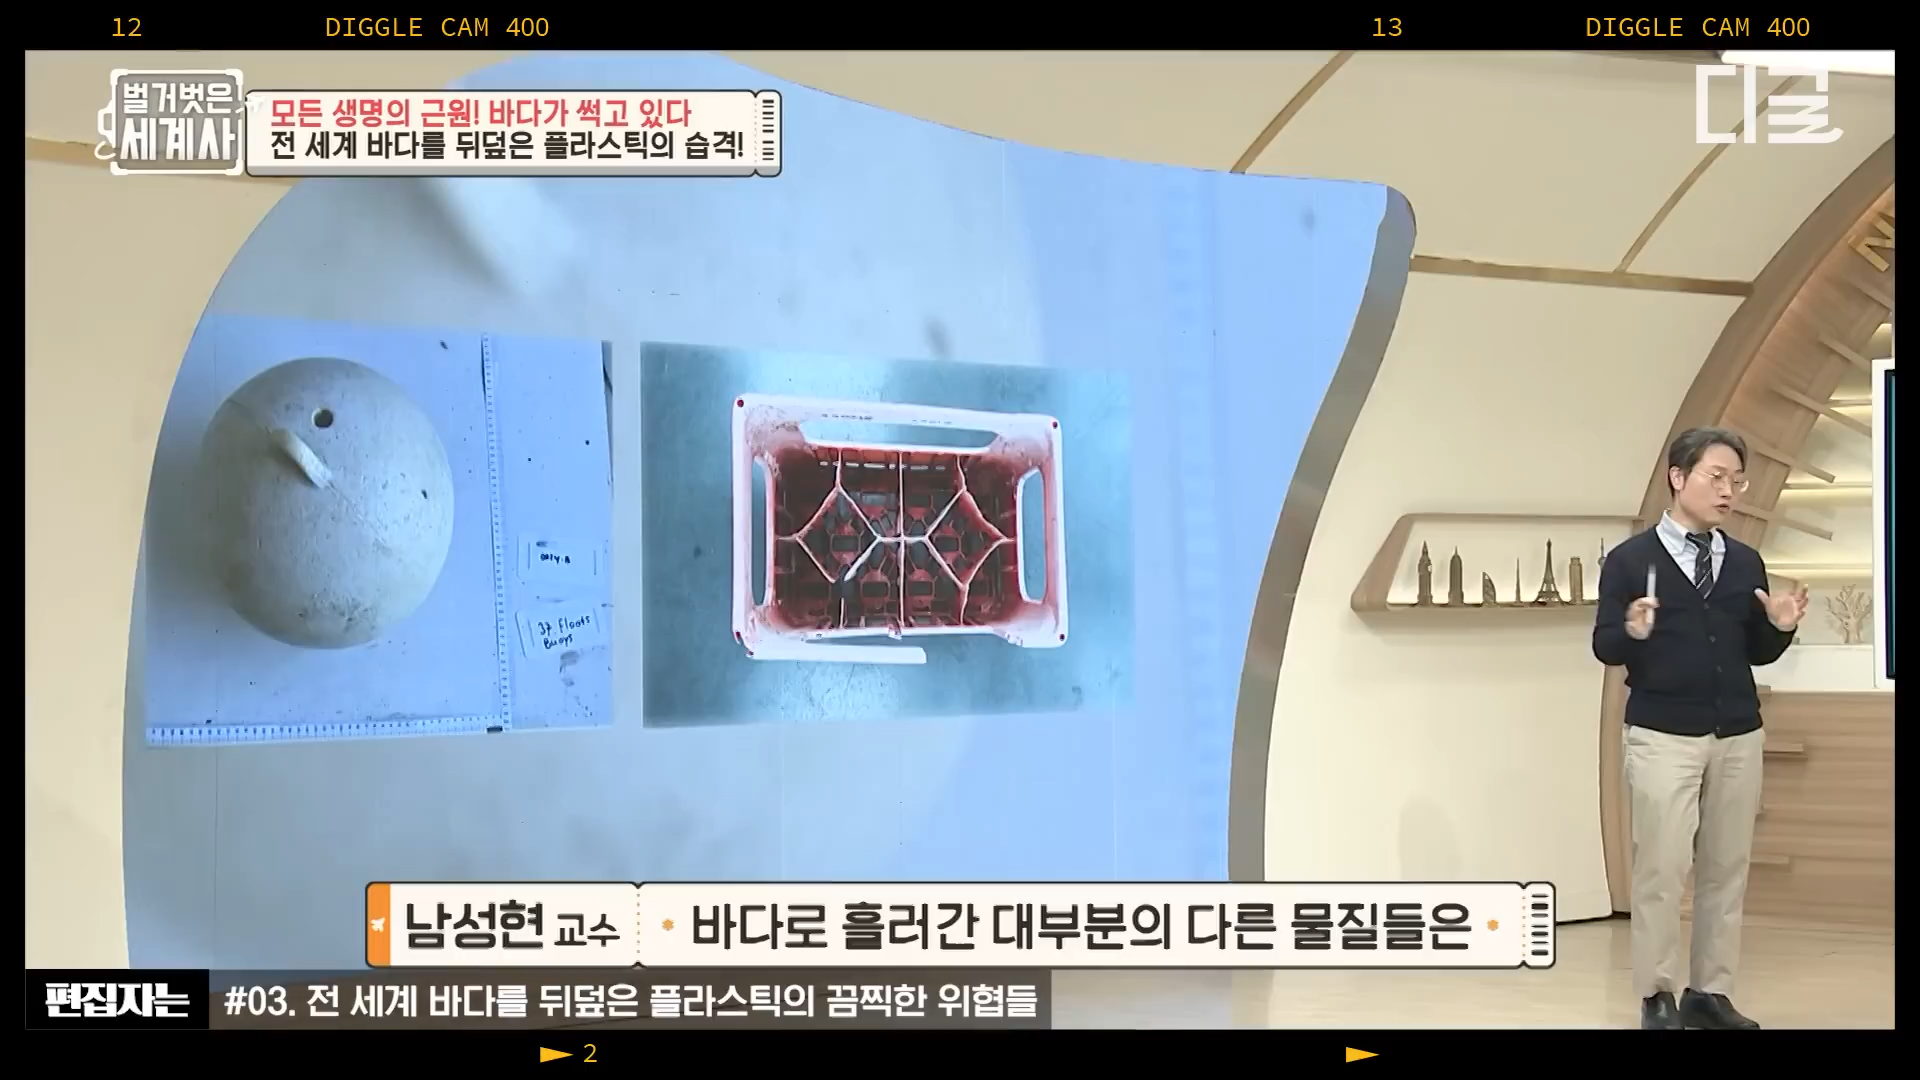 12 DIGGLE CAM 400 13 DIGGLE CAM 400
벌거벗은
세계사
모든 생명의 근원! 바다가 썩고 있다
전 세계 바다를 뒤덮은 플라스틱의 습격!
디글
37. Floats
Buoys
남성현 교수 바다로 흘러간 대부분의 다른 물질들은
편집자는 #03. 전 세계 바다를 뒤덮은 플라스틱의 끔찍한 위협들
2